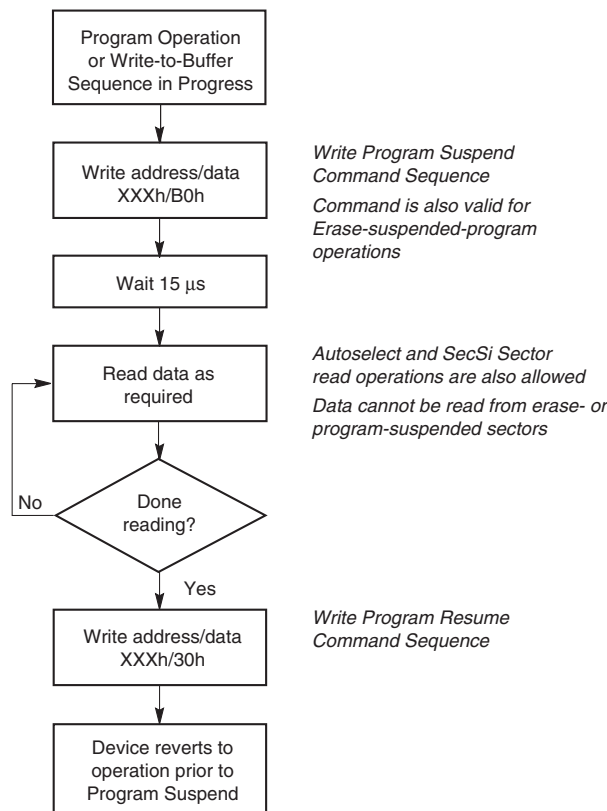 Program Operation
or Write-to-Buffer
Sequence in Progress
Write address/data
XXXh/B0h
Write Program Suspend
Command Sequence
Command is also valid for
Erase-suspended-program
operations
Wait 15 μs
Read data as
required
Autoselect and SecSi Sector
read operations are also allowed
Data cannot be read from erase- or
program-suspended sectors
No
Done
reading?
Yes
Write address/data
XXXh/30h
Write Program Resume
Command Sequence
Device reverts to
operation prior to
Program Suspend